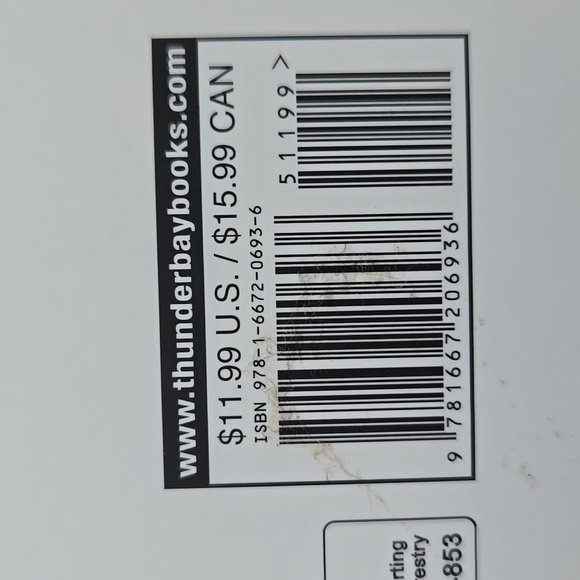 www.thunderbaybooks.com
$11.99 U.S. / $15.99 CAN
ISBN 978-1-6672-0693-6
51199 >
9 781667 206936
rting
estry
853